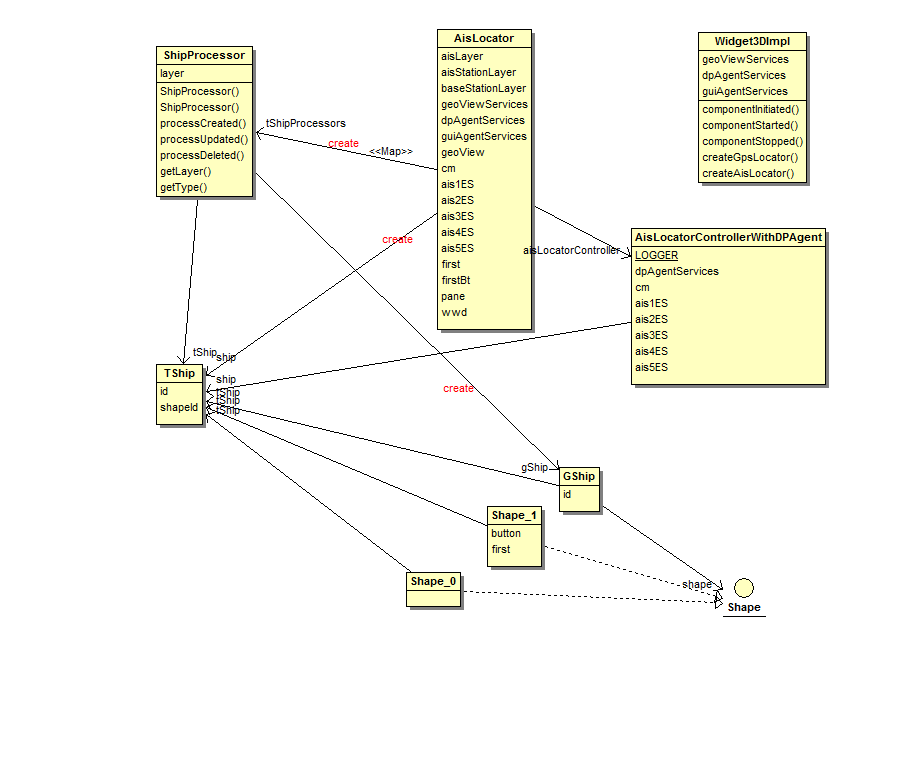 ShipProcessor
layer
ShipProcessor()
ShipProcessor()
processCreated()
processUpdated()
processDeleted()
getLayer()
getType()
AisLocator
aisLayer
aisStationLayer
baseStationLayer
geoViewServices
dpAgentServices
guiAgentServices
geoView
cm
ais1ES
ais2ES
ais3ES
ais4ES
ais5ES
first
firstBt
pane
wwd
Widget3DImpl
geoViewServices
dpAgentServices
guiAgentServices
componentInitiated()
componentStarted()
componentStopped()
createGpsLocator()
createAisLocator()
tShipProcessors
create
<<Map>>
create
aisLocatorController
AisLocatorControllerWithDPAgent
LOGGER
dpAgentServices
cm
ais1ES
ais2ES
ais3ES
ais4ES
ais5ES
tShip
ship
ship
tShip
tShip
tShip
TShip
id
shapeId
create
gShip
GShip
id
Shape_1
button
first
Shape_0
shape
Shape